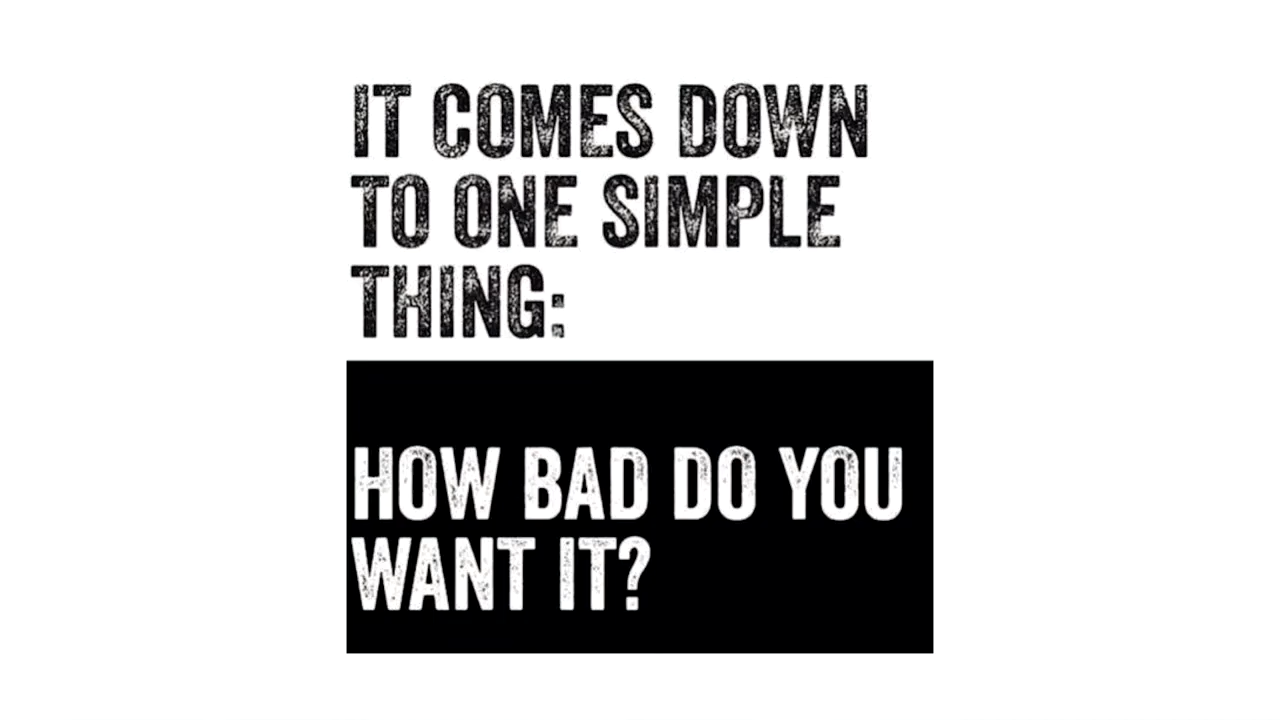 IT COMES DOWN
TO ONE SIMPLE
THING:
HOW BAD DO YOU
WANT IT?